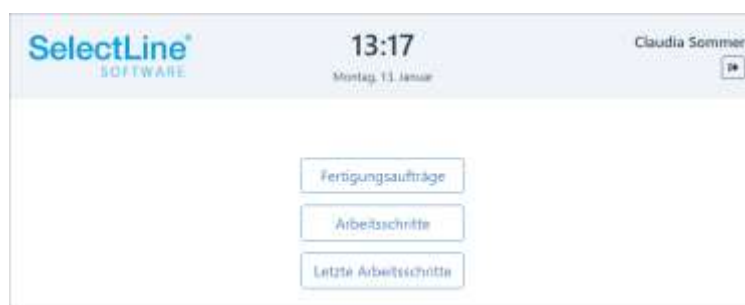 SelectLine®
SOFTWARE
13:17
Montag, 13. Januar
Claudia Sommer
Fertigungsaufträge
Arbeitsschritte
Letzte Arbeitsschritte